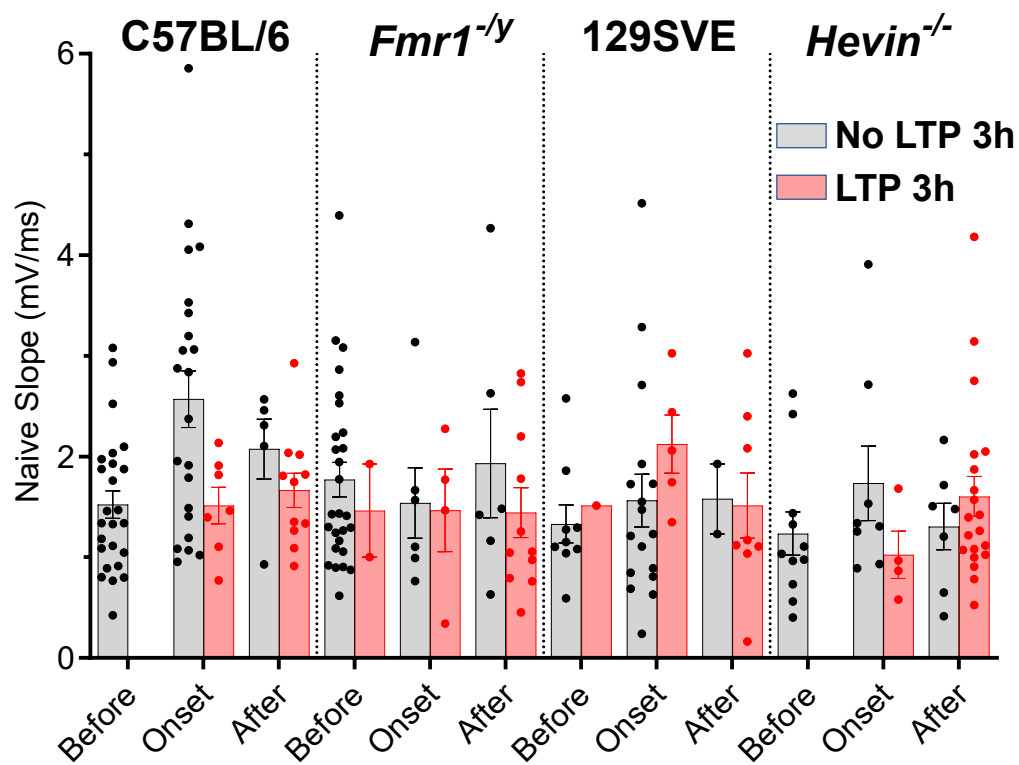 C57BL/6 Fmr1-/y 129SVE Hevin-/-
No LTP 3h
LTP 3h
Naive Slope (mV/ms)
6
4
2
0
Before Onset After Before Onset After Before Onset After Before Onset After